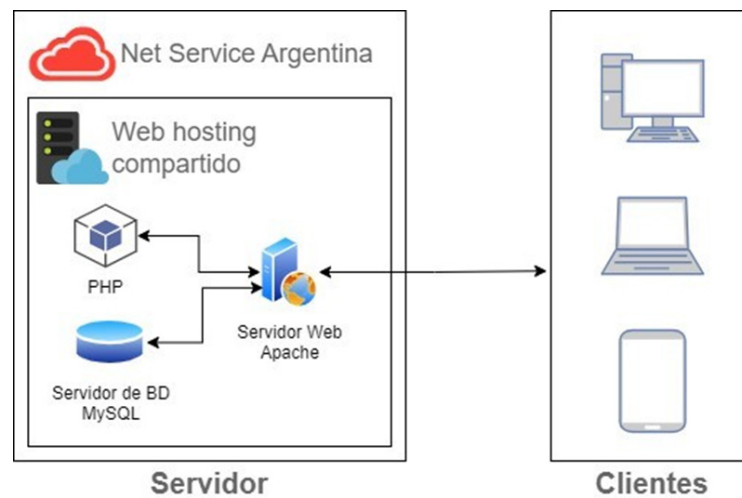 Net Service Argentina
Web hosting
compartido
PHP
Servidor Web
Apache
Servidor de BD
MySQL
Servidor
Clientes